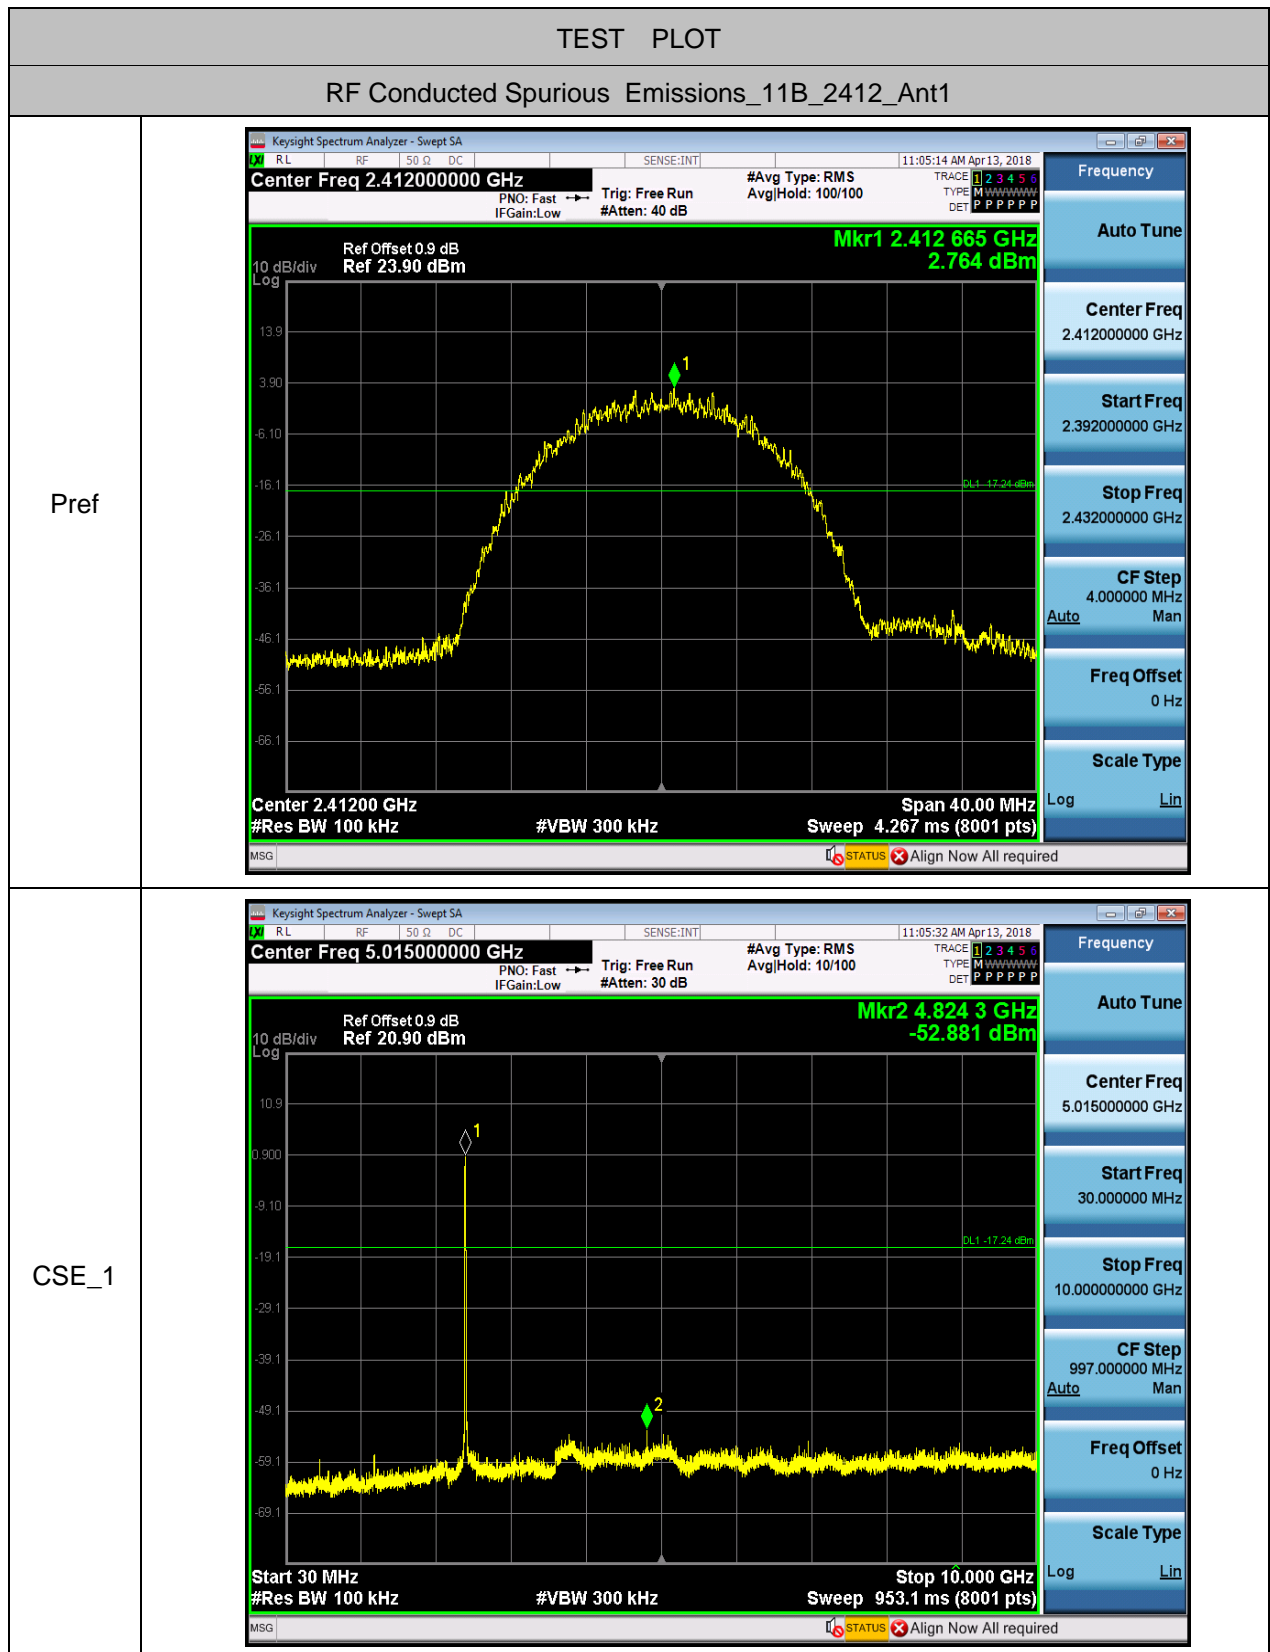 TEST PLOT
RF Conducted Spurious Emissions_11B_2412_Ant1
Pref
Keysight Spectrum Analyzer - Swept SA
LXI RL RF 50 Ω DC SENSE:INT 11:05:14 AM Apr 13, 2018
Center Freq 2.412000000 GHz
PNO: Fast
IFGain:Low
Trig: Free Run
#Atten: 40 dB
#Avg Type: RMS
Avg|Hold: 100/100
TRACE 1 2 3 4 5 6
TYPE M WWWWW
DET P P P P P P
Mkr1 2.412 665 GHz
2.764 dBm
Ref Offset 0.9 dB
10 dB/div Ref 23.90 dBm
Log
13.9
3.90
-6.10
-16.1
-26.1
-36.1
-46.1
-56.1
-66.1
1
DL1 -17.24 dBm
Center 2.41200 GHz
Span 40.00 MHz
#Res BW 100 kHz
#VBW 300 kHz
Sweep 4.267 ms (8001 pts)
MSG
STATUS
Align Now All required
Frequency
Auto Tune
Center Freq
2.412000000 GHz
Start Freq
2.392000000 GHz
Stop Freq
2.432000000 GHz
CF Step
4.000000 MHz
Auto Man
Freq Offset
0 Hz
Scale Type
Log Lin
CSE_1
Keysight Spectrum Analyzer - Swept SA
LXI RL RF 50 Ω DC SENSE:INT 11:05:32 AM Apr 13, 2018
Center Freq 5.015000000 GHz
PNO: Fast
IFGain:Low
Trig: Free Run
#Atten: 30 dB
#Avg Type: RMS
Avg|Hold: 10/100
TRACE 1 2 3 4 5 6
TYPE M WWWWW
DET P P P P P P
Mkr2 4.824 3 GHz
-52.881 dBm
Ref Offset 0.9 dB
10 dB/div Ref 20.90 dBm
Log
10.9
0.900
-9.10
-19.1
-29.1
-39.1
-49.1
-59.1
-69.1
1
2
DL1 -17.24 dBm
Start 30 MHz
Stop 10.000 GHz
#Res BW 100 kHz
#VBW 300 kHz
Sweep 953.1 ms (8001 pts)
MSG
STATUS
Align Now All required
Frequency
Auto Tune
Center Freq
5.015000000 GHz
Start Freq
30.000000 MHz
Stop Freq
10.000000000 GHz
CF Step
997.000000 MHz
Auto Man
Freq Offset
0 Hz
Scale Type
Log Lin